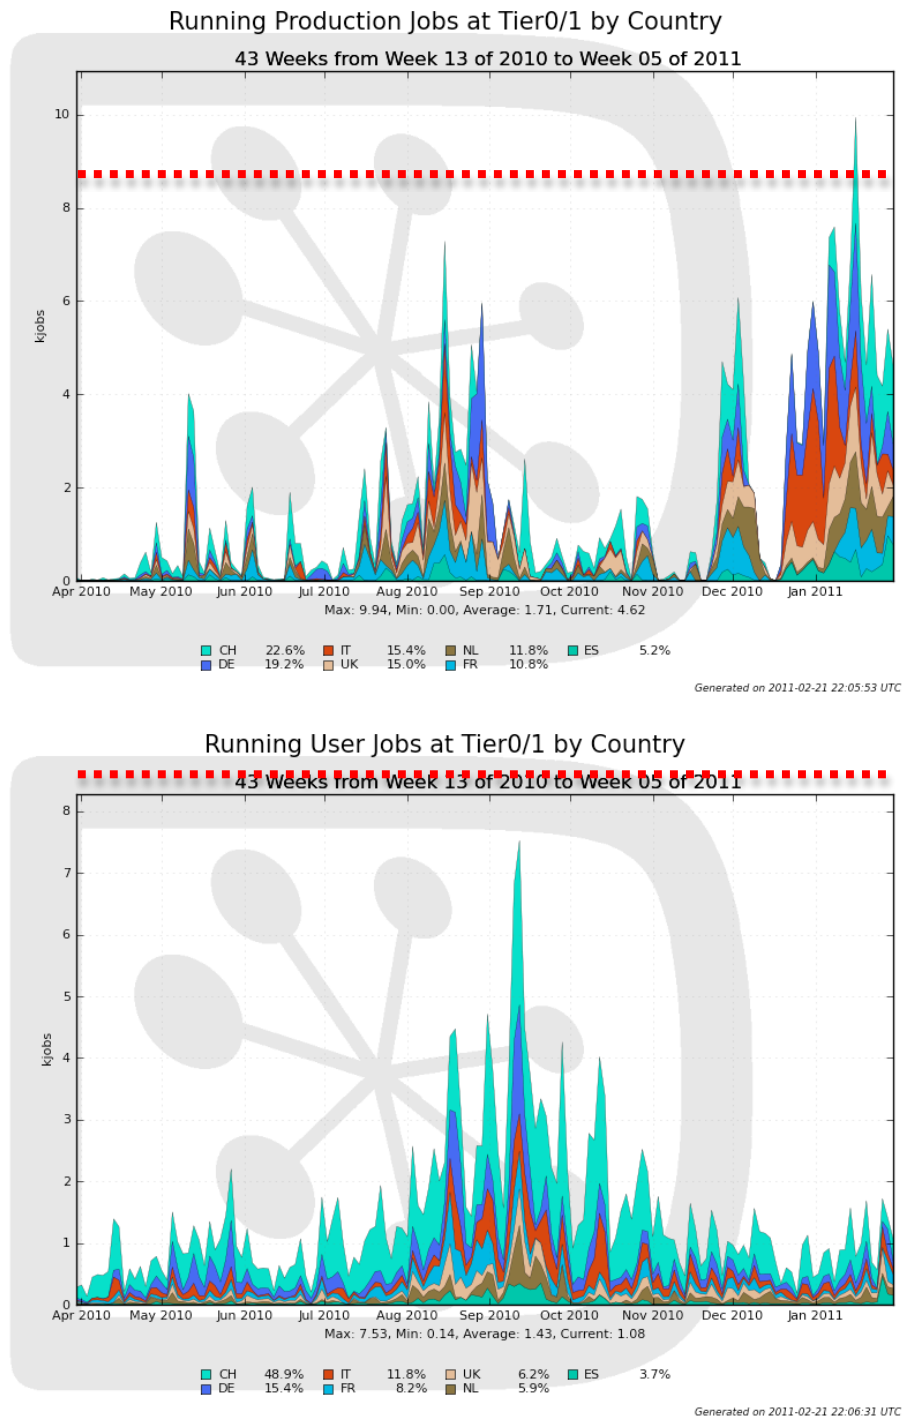 Running Production Jobs at Tier0/1 by Country
43 Weeks from Week 13 of 2010 to Week 05 of 2011
10
8
6
4
2
0
kjobs
Apr 2010 May 2010 Jun 2010 Jul 2010 Aug 2010 Sep 2010 Oct 2010 Nov 2010 Dec 2010 Jan 2011
Max: 9.94, Min: 0.00, Average: 1.71, Current: 4.62
CH 22.6% IT 15.4% NL 11.8% ES 5.2%
DE 19.2% UK 15.0% FR 10.8%
Generated on 2011-02-21 22:05:53 UTC
Running User Jobs at Tier0/1 by Country
43 Weeks from Week 13 of 2010 to Week 05 of 2011
8
7
6
5
4
3
2
1
0
kjobs
Apr 2010 May 2010 Jun 2010 Jul 2010 Aug 2010 Sep 2010 Oct 2010 Nov 2010 Dec 2010 Jan 2011
Max: 7.53, Min: 0.14, Average: 1.43, Current: 1.08
CH 48.9% IT 11.8% UK 6.2% ES 3.7%
DE 15.4% FR 8.2% NL 5.9%
Generated on 2011-02-21 22:06:31 UTC